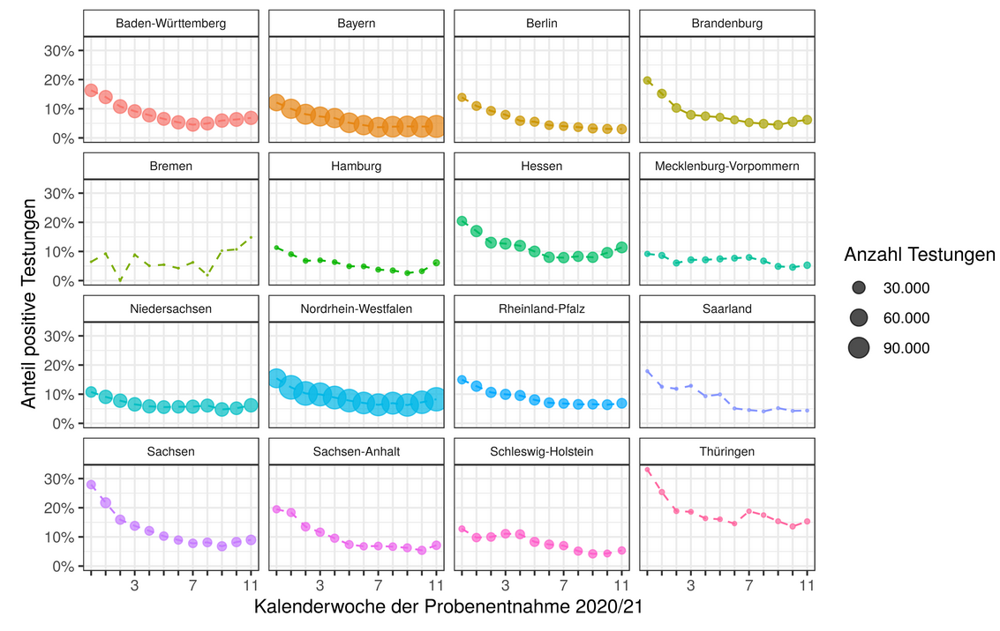 Baden-Württemberg Bayern Berlin Brandenburg
30%
20%
10%
0%
Bremen Hamburg Hessen Mecklenburg-Vorpommern
30%
20%
10%
0%
Niedersachsen Nordrhein-Westfalen Rheinland-Pfalz Saarland
30%
20%
10%
0%
Sachsen Sachsen-Anhalt Schleswig-Holstein Thüringen
30%
20%
10%
0%
3 7 11 3 7 11 3 7 11 3 7 11
Kalenderwoche der Probenentnahme 2020/21
Anteil positive Testungen
Anzahl Testungen
30.000
60.000
90.000